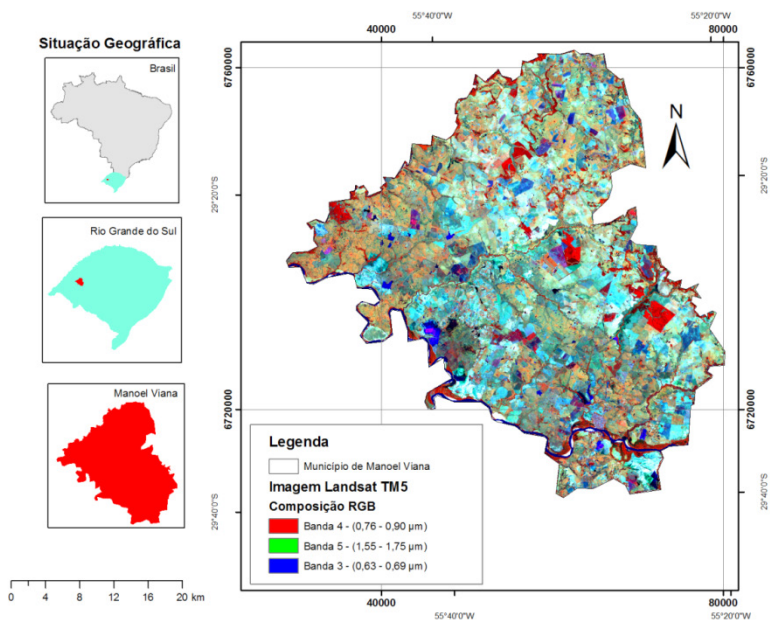 Situação Geográfica
Brasil
Rio Grande do Sul
Manoel Viana
0 4 8 12 16 20 km
55°40'0"W 55°20'0"W
40000 80000
6760000 6760000
29°20'0"S 29°20'0"S
N
6720000 6720000
29°40'0"S 29°40'0"S
Legenda
Município de Manoel Viana
Imagem Landsat TM5
Composição RGB
Banda 4 - (0,76 - 0,90 µm)
Banda 5 - (1,55 - 1,75 µm)
Banda 3 - (0,63 - 0,69 µm)
40000 80000
55°40'0"W 55°20'0"W